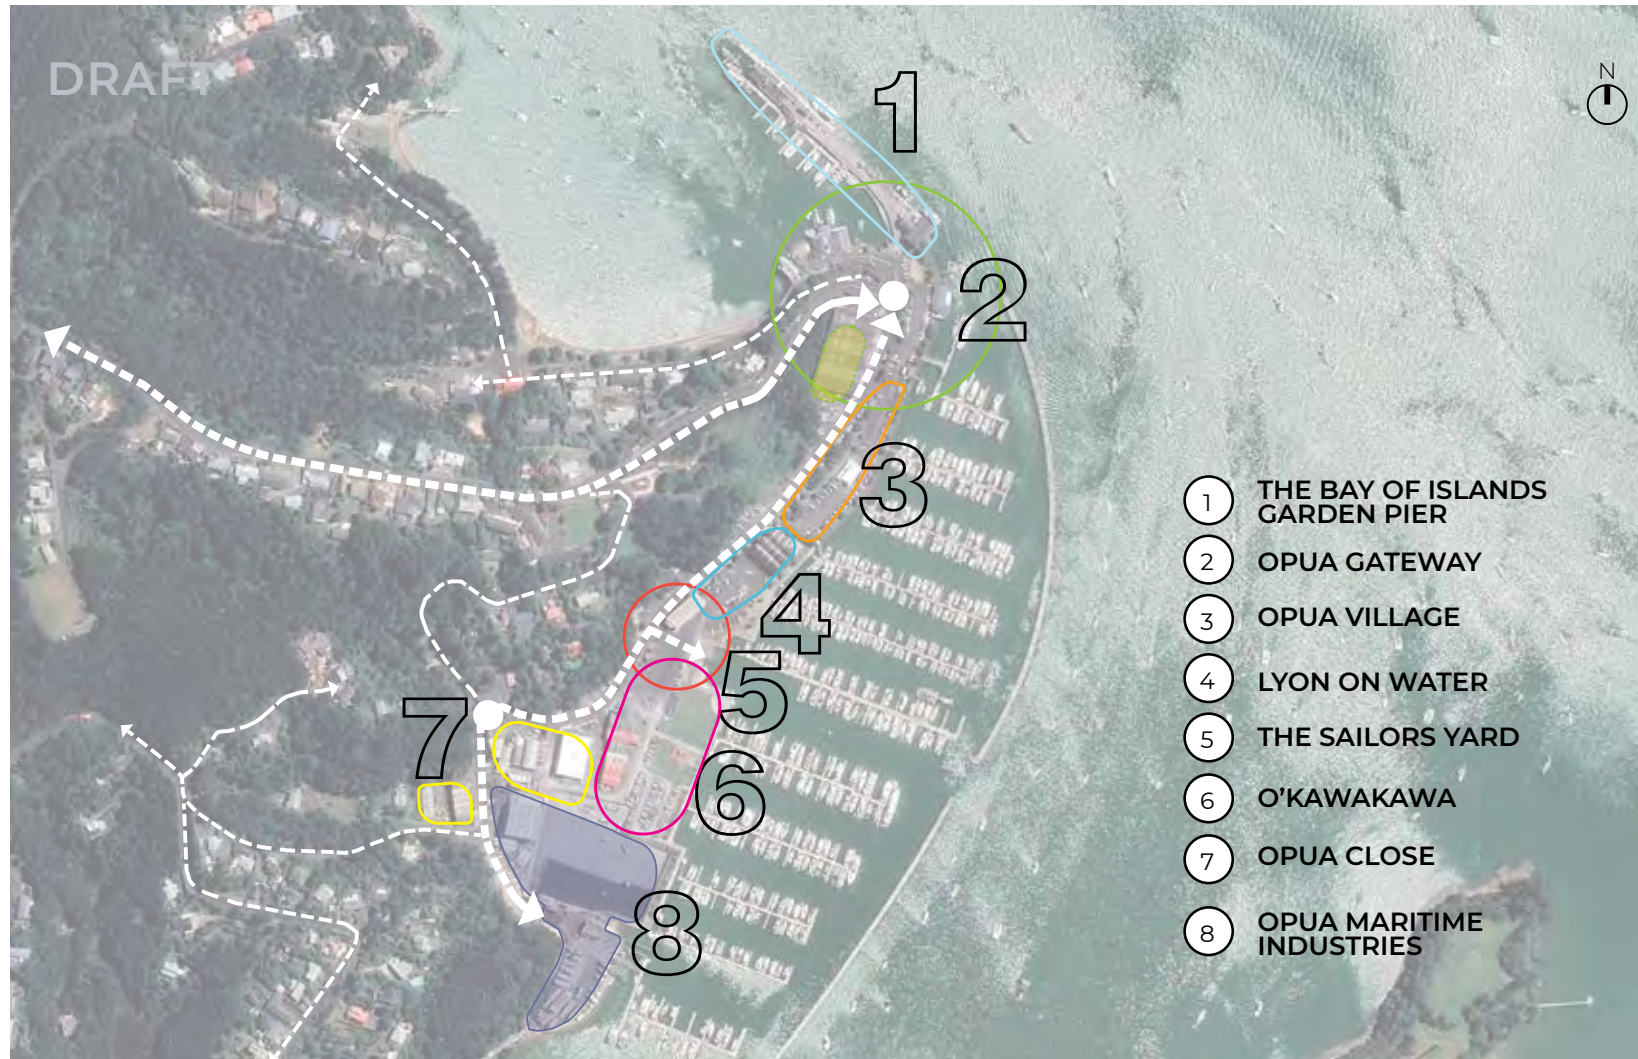 DRAFT
N
1
2
3
4
5
6
7
8
1 THE BAY OF ISLANDS
GARDEN PIER
2 OPUA GATEWAY
3 OPUA VILLAGE
4 LYON ON WATER
5 THE SAILORS YARD
6 O’KAWAKAWA
7 OPUA CLOSE
8 OPUA MARITIME
INDUSTRIES